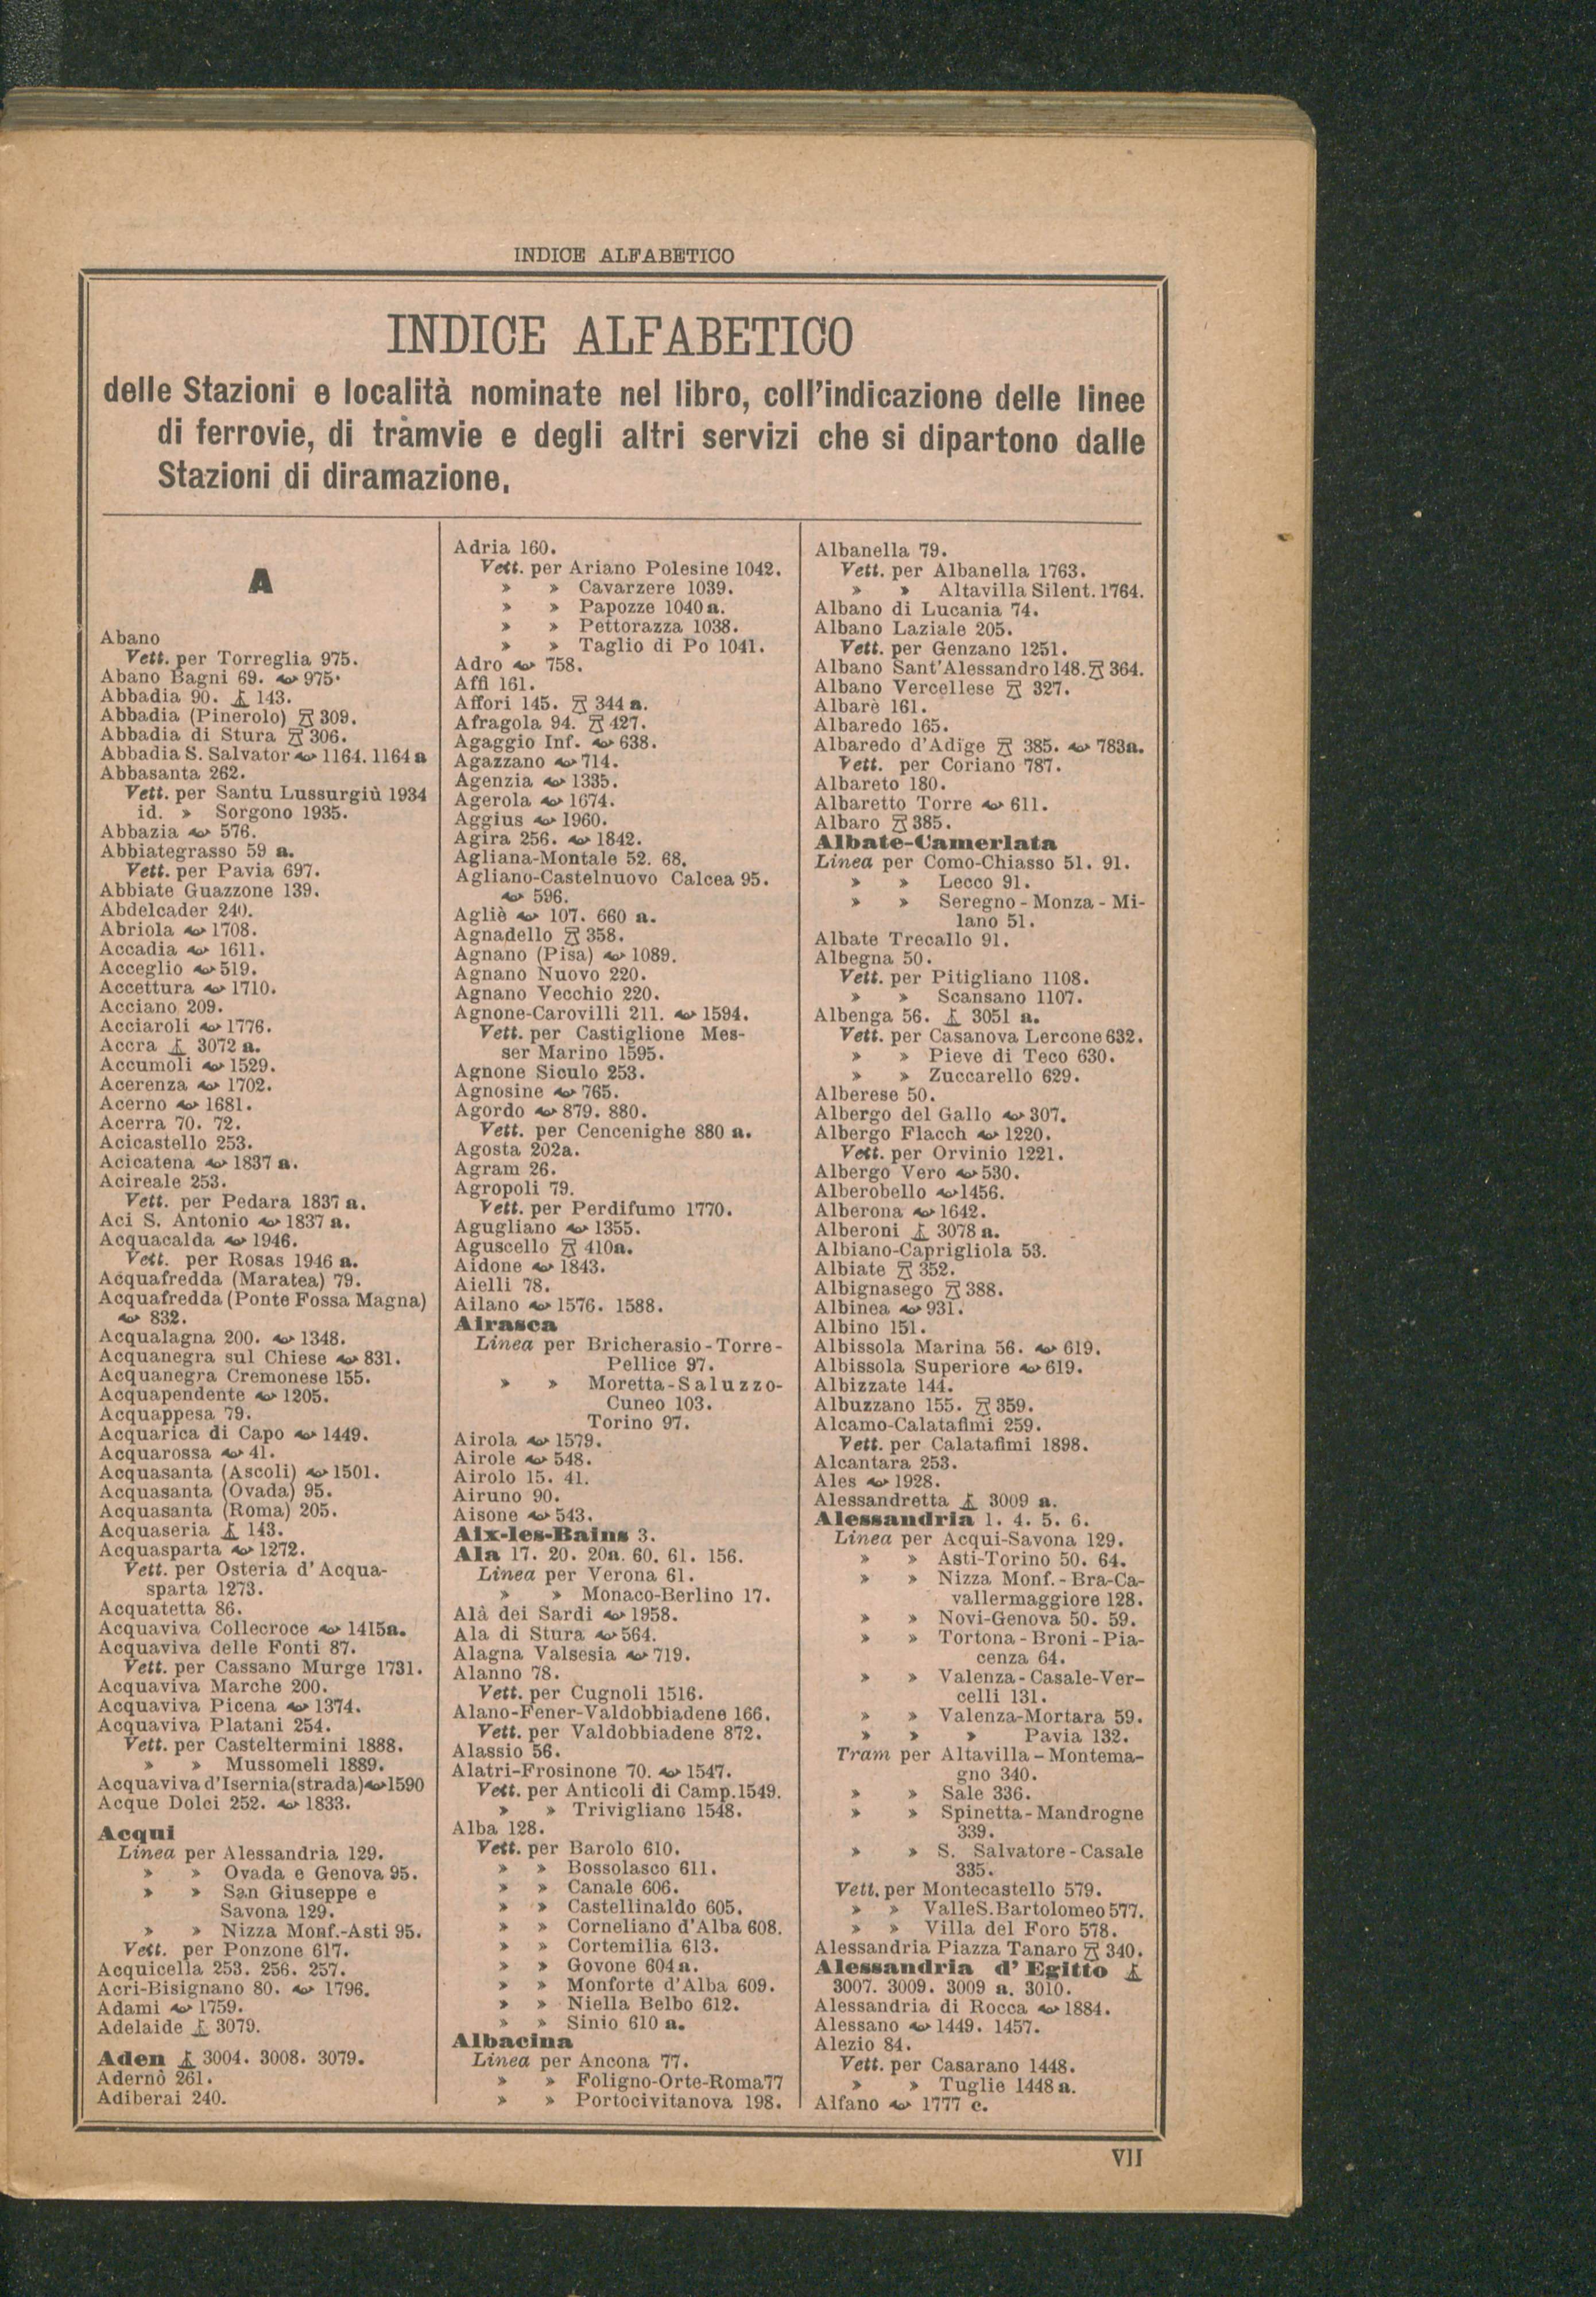 INDICE ALFABETICO
INDICE ALFABETICO
delle Stazioni e località nominate nel libro, coll'indicazione delle linee
di ferrovie, di tramvie e degli altri servizi che si dipartono dalle
Stazioni di diramazione.
A
Abano
Vett. per Torreglia 975.
Abano Bagni 69. 975.
Abbadia 90. 143.
Abbadia (Pinerolo) 309.
Abbadia di Stura 306.
Abbadia S. Salvator 1164. 1164 a
Abbasanta 262.
Vett. per Santu Lussurgiù 1934
id. » Sorgono 1935.
Abbazia 576.
Abbiategrasso 59 a.
Vett. per Pavia 697.
Abbiate Guazzone 139.
Abdelcader 240.
Abriola 1708.
Accadia 1611.
Acceglio 519.
Accettura 1710.
Acciano 209.
Acciaroli 1776.
Accra 3072 a.
Accumoli 1529.
Acerenza 1702.
Acerno 1681.
Acerra 70. 72.
Acicastello 253.
Acicatena 1837 a.
Acireale 253.
Vett. per Pedara 1837 a.
Aci S. Antonio 1837 a.
Acquacalda 1946.
Vett. per Rosas 1946 a.
Acquafredda (Maratea) 79.
Acquafredda (Ponte Fossa Magna)
832.
Acqualagna 200. 1348.
Acquanegra sul Chiese 831.
Acquanegra Cremonese 155.
Acquapendente 1205.
Acquappesa 79.
Acquarica di Capo 1449.
Acquarossa 41.
Acquasanta (Ascoli) 1501.
Acquasanta (Ovada) 95.
Acquasanta (Roma) 205.
Acquaseria 143.
Acquasparta 1272.
Vett. per Osteria d'Acqua-
sparta 1273.
Acquatetta 86.
Acquaviva Collecroce 1415a.
Acquaviva delle Fonti 87.
Vett. per Cassano Murge 1731.
Acquaviva Marche 200.
Acquaviva Picena 1374.
Acquaviva Platani 254.
Vett. per Casteltermini 1888.
» » Mussomeli 1889.
Acquaviva d'Isernia(strada) 1590
Acque Dolci 252. 1833.
Acqui
Linea per Alessandria 129.
» » Ovada e Genova 95.
» » San Giuseppe e
Savona 129.
» » Nizza Monf.-Asti 95.
Vett. per Ponzone 617.
Acquicella 253. 256. 257.
Acri-Bisignano 80. 1796.
Adami 1759.
Adelaide 3079.
Aden 3004. 3008. 3079.
Adernò 261.
Adiberai 240.
Adria 160.
Vett. per Ariano Polesine 1042.
» » Cavarzere 1039.
» » Papozze 1040 a.
» » Pettorazza 1038.
» » Taglio di Po 1041.
Adro 758.
Affi 161.
Affori 145. 344 a.
Afragola 94. 427.
Agaggio Inf. 638.
Agazzano 714.
Agenzia 1335.
Agerola 1674.
Aggius 1960.
Agira 256. 1842.
Agliana-Montale 52. 68.
Agliano-Castelnuovo Calcea 95.
596.
Agliè 107. 660 a.
Agnadello 358.
Agnano (Pisa) 1089.
Agnano Nuovo 220.
Agnano Vecchio 220.
Agnone-Carovilli 211. 1594.
Vett. per Castiglione Mes-
ser Marino 1595.
Agnone Siculo 253.
Agnosine 765.
Agordo 879. 880.
Vett. per Cencenighe 880 a.
Agosta 202a.
Agram 26.
Agropoli 79.
Vett. per Perdifumo 1770.
Agugliano 1355.
Aguscello 410a.
Aidone 1843.
Aielli 78.
Ailano 1576. 1588.
Airasca
Linea per Bricherasio-Torre-
Pellice 97.
» » Moretta-Saluzzo-
Cuneo 103.
Torino 97.
Airola 1579.
Airole 548.
Airolo 15. 41.
Airuno 90.
Aisone 543.
Aix-les-Bains 3.
Ala 17. 20. 20a. 60. 61. 156.
Linea per Verona 61.
» » Monaco-Berlino 17.
Alà dei Sardi 1958.
Ala di Stura 564.
Alagna Valsesia 719.
Alanno 78.
Vett. per Cugnoli 1516.
Alano-Fener-Valdobbiadene 166.
Vett. per Valdobbiadene 872.
Alassio 56.
Alatri-Frosinone 70. 1547.
Vett. per Anticoli di Camp.1549.
» » Trivigliano 1548.
Alba 128.
Vett. per Barolo 610.
» » Bossolasco 611.
» » Canale 606.
» » Castellinaldo 605.
» » Corneliano d'Alba 608.
» » Cortemilia 613.
» » Govone 604 a.
» » Monforte d'Alba 609.
» » Niella Belbo 612.
» » Sinio 610 a.
Albacina
Linea per Ancona 77.
» » Foligno-Orte-Roma77
» » Portocivitanova 198.
Albanella 79.
Vett. per Albanella 1763.
» » Altavilla Silent. 1764.
Albano di Lucania 74.
Albano Laziale 205.
Vett. per Genzano 1251.
Albano Sant'Alessandro 148. 364.
Albano Vercellese 327.
Albarè 161.
Albaredo 165.
Albaredo d'Adige 385. 783a.
Vett. per Coriano 787.
Albareto 180.
Albaretto Torre 611.
Albaro 385.
Albate-Camerlata
Linea per Como-Chiasso 51. 91.
» » Lecco 91.
» » Seregno - Monza - Mi-
lano 51.
Albate Trecallo 91.
Albegna 50.
Vett. per Pitigliano 1108.
» » Scansano 1107.
Albenga 56. 3051 a.
Vett. per Casanova Lercone 632.
» » Pieve di Teco 630.
» » Zuccarello 629.
Alberese 50.
Albergo del Gallo 307.
Albergo Flacch 1220.
Vett. per Orvinio 1221.
Albergo Vero 530.
Alberobello 1456.
Alberona 1642.
Alberoni 3078 a.
Albiano-Caprigliola 53.
Albiate 352.
Albignasego 388.
Albinea 931.
Albino 151.
Albissola Marina 56. 619.
Albissola Superiore 619.
Albizzate 144.
Albuzzano 155. 359.
Alcamo-Calatafimi 259.
Vett. per Calatafimi 1898.
Alcantara 253.
Ales 1928.
Alessandretta 3009 a.
Alessandria 1. 4. 5. 6.
Linea per Acqui-Savona 129.
» » Asti-Torino 50. 64.
» » Nizza Monf. - Bra-Ca-
vallermaggiore 128.
» » Novi-Genova 50. 59.
» » Tortona - Broni - Pia-
cenza 64.
» » Valenza - Casale-Ver-
celli 131.
» » Valenza-Mortara 59.
» » » Pavia 132.
Tram per Altavilla – Montema-
gno 340.
» » Sale 336.
» » Spinetta - Mandrogne
339.
» » S. Salvatore - Casale
335.
Vett. per Montecastello 579.
» » ValleS.Bartolomeo 577.
» » Villa del Foro 578.
Alessandria Piazza Tanaro 340.
Alessandria d'Egitto
3007. 3009. 3009 a. 3010.
Alessandria di Rocca 1884.
Alessano 1449. 1457.
Alezio 84.
Vett. per Casarano 1448.
» » Tuglie 1448 a.
Alfano 1777 c.
VII